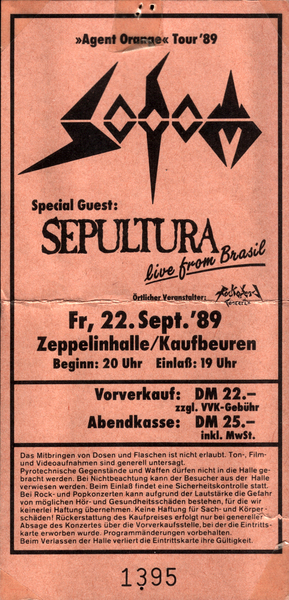 »Agent Orange« Tour'89
SODOM
Special Guest:
SEPULTURA
live from Brasil
Örtlicher Veranstalter:
Fr, 22. Sept. '89
Zeppelinhalle/Kaufbeuren
Beginn: 20 Uhr Einlaß: 19 Uhr
Vorverkauf: DM 22.–
zzgl. VVK-Gebühr
Abendkasse: DM 25.–
inkl. MwSt.
Das Mitbringen von Dosen und Flaschen ist nicht erlaubt. Ton-, Film-
und Videoaufnahmen sind generell untersagt.
Pyrotechnische Gegenstände und Waffen dürfen nicht in die Halle ge-
bracht werden. Bei Nichtbeachtung kann der Besucher aus der Halle
verwiesen werden. Beim Einlaß findet eine Sicherheitskontrolle statt.
Bei Rock- und Popkonzerten kann aufgrund der Lautstärke die Gefahr
von möglichen Hör- und Gesundheitsschäden bestehen, für die wir
keinerlei Haftung übernehmen. Keine Haftung für Sach- und Körper-
schäden! Rückerstattung des Kaufpreises erfolgt nur bei genereller
Absage des Konzertes über die Vorverkaufsstelle, bei der die Eintritts-
karte erworben wurde. Programmänderungen vorbehalten.
Beim Verlassen der Halle verliert die Eintrittskarte ihre Gültigkeit.
1395